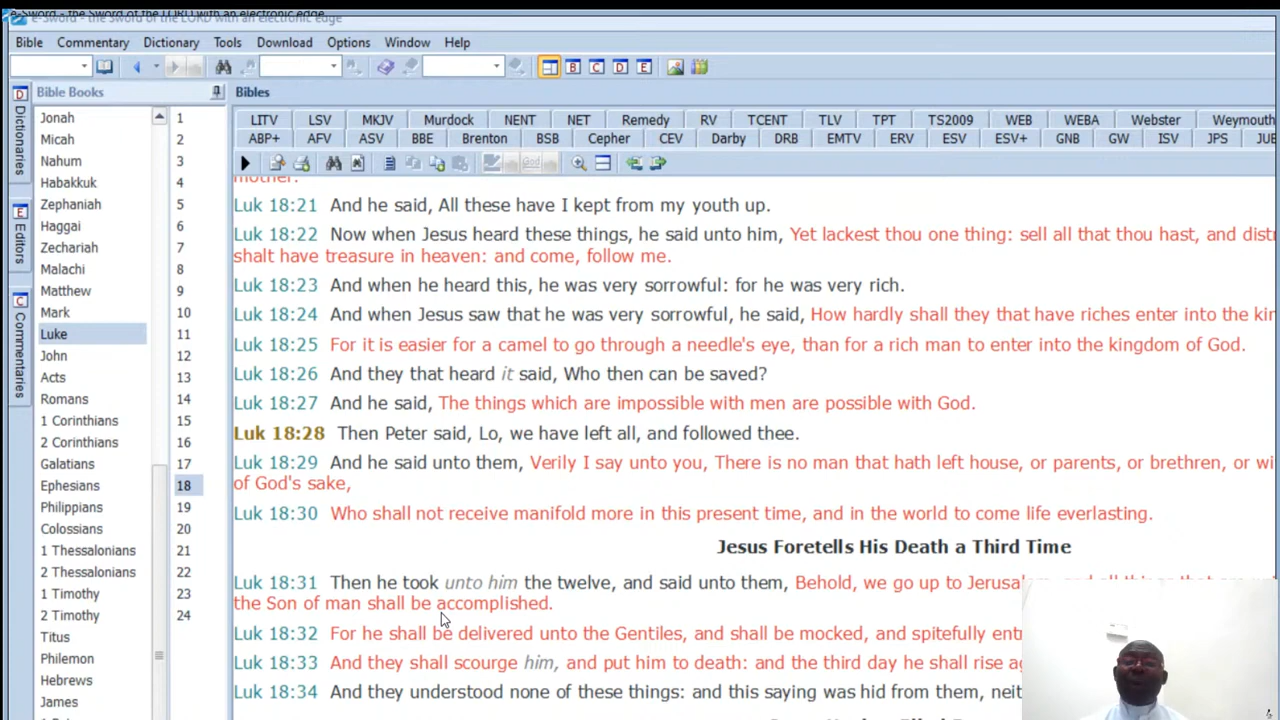 e-Sword - the Sword of the LORD with an electronic edge
e-Sword - the Sword of the LORD with an electronic edge
Bible Commentary Dictionary Tools Download Options Window Help
B C D E
Bible Books
Bibles
D Dictionaries
E Editors
C Commentaries
Jonah 1
Micah 2
Nahum 3
Habakkuk 4
Zephaniah 5
Haggai 6
Zechariah 7
Malachi 8
Matthew 9
Mark 10
Luke 11
John 12
Acts 13
Romans 14
1 Corinthians 15
2 Corinthians 16
Galatians 17
Ephesians 18
Philippians 19
Colossians 20
1 Thessalonians 21
2 Thessalonians 22
1 Timothy 23
2 Timothy 24
Titus
Philemon
Hebrews
James
LITV LSV MKJV Murdock NENT NET Remedy RV TCENT TLV TPT TS2009 WEB WEBA Webster Weymouth
ABP+ AFV ASV BBE Brenton BSB Cepher CEV Darby DRB EMTV ERV ESV ESV+ GNB GW ISV JPS JUB
God
mother.
Luk 18:21 And he said, All these have I kept from my youth up.
Luk 18:22 Now when Jesus heard these things, he said unto him, Yet lackest thou one thing: sell all that thou hast, and distr
shalt have treasure in heaven: and come, follow me.
Luk 18:23 And when he heard this, he was very sorrowful: for he was very rich.
Luk 18:24 And when Jesus saw that he was very sorrowful, he said, How hardly shall they that have riches enter into the kin
Luk 18:25 For it is easier for a camel to go through a needle's eye, than for a rich man to enter into the kingdom of God.
Luk 18:26 And they that heard it said, Who then can be saved?
Luk 18:27 And he said, The things which are impossible with men are possible with God.
Luk 18:28 Then Peter said, Lo, we have left all, and followed thee.
Luk 18:29 And he said unto them, Verily I say unto you, There is no man that hath left house, or parents, or brethren, or wi
of God's sake,
Luk 18:30 Who shall not receive manifold more in this present time, and in the world to come life everlasting.
Jesus Foretells His Death a Third Time
Luk 18:31 Then he took unto him the twelve, and said unto them, Behold, we go up to Jerusalem, and all things that are
the Son of man shall be accomplished.
Luk 18:32 For he shall be delivered unto the Gentiles, and shall be mocked, and spitefully entr
Luk 18:33 And they shall scourge him, and put him to death: and the third day he shall rise ag
Luk 18:34 And they understood none of these things: and this saying was hid from them, neit